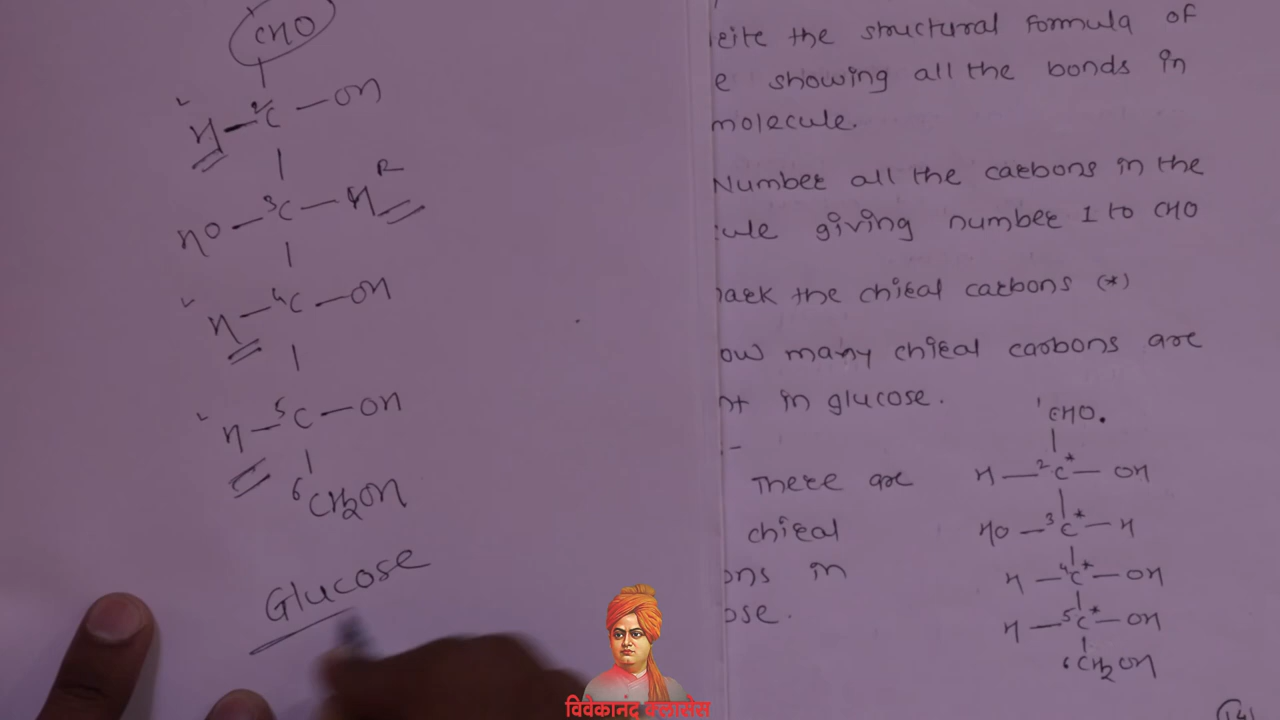 CHO
H — 2C — OH
HO — 3C — H R
H — 4C — OH
H — 5C — OH
6CH2OH
Glucose
the structural formula of
showing all the bonds in
molecule.
Number all the carbons in the
giving number 1 to CHO
the chiral carbons (*)
many chiral carbons are
in glucose.
There are
chiral
in
1CHO.
H — 2C* — OH
HO — 3C* — H
H — 4C* — OH
H — 5C* — OH
6CH2OH
विवेकानंद क्लासेस